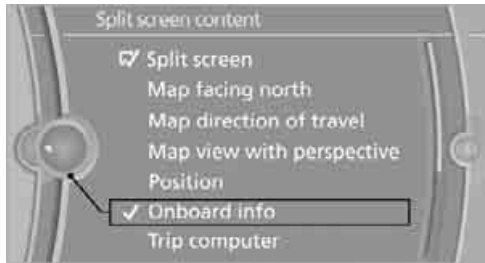 Split screen content
Split screen
Map facing north
Map direction of travel
Map view with perspective
Position
Onboard info
Trip computer